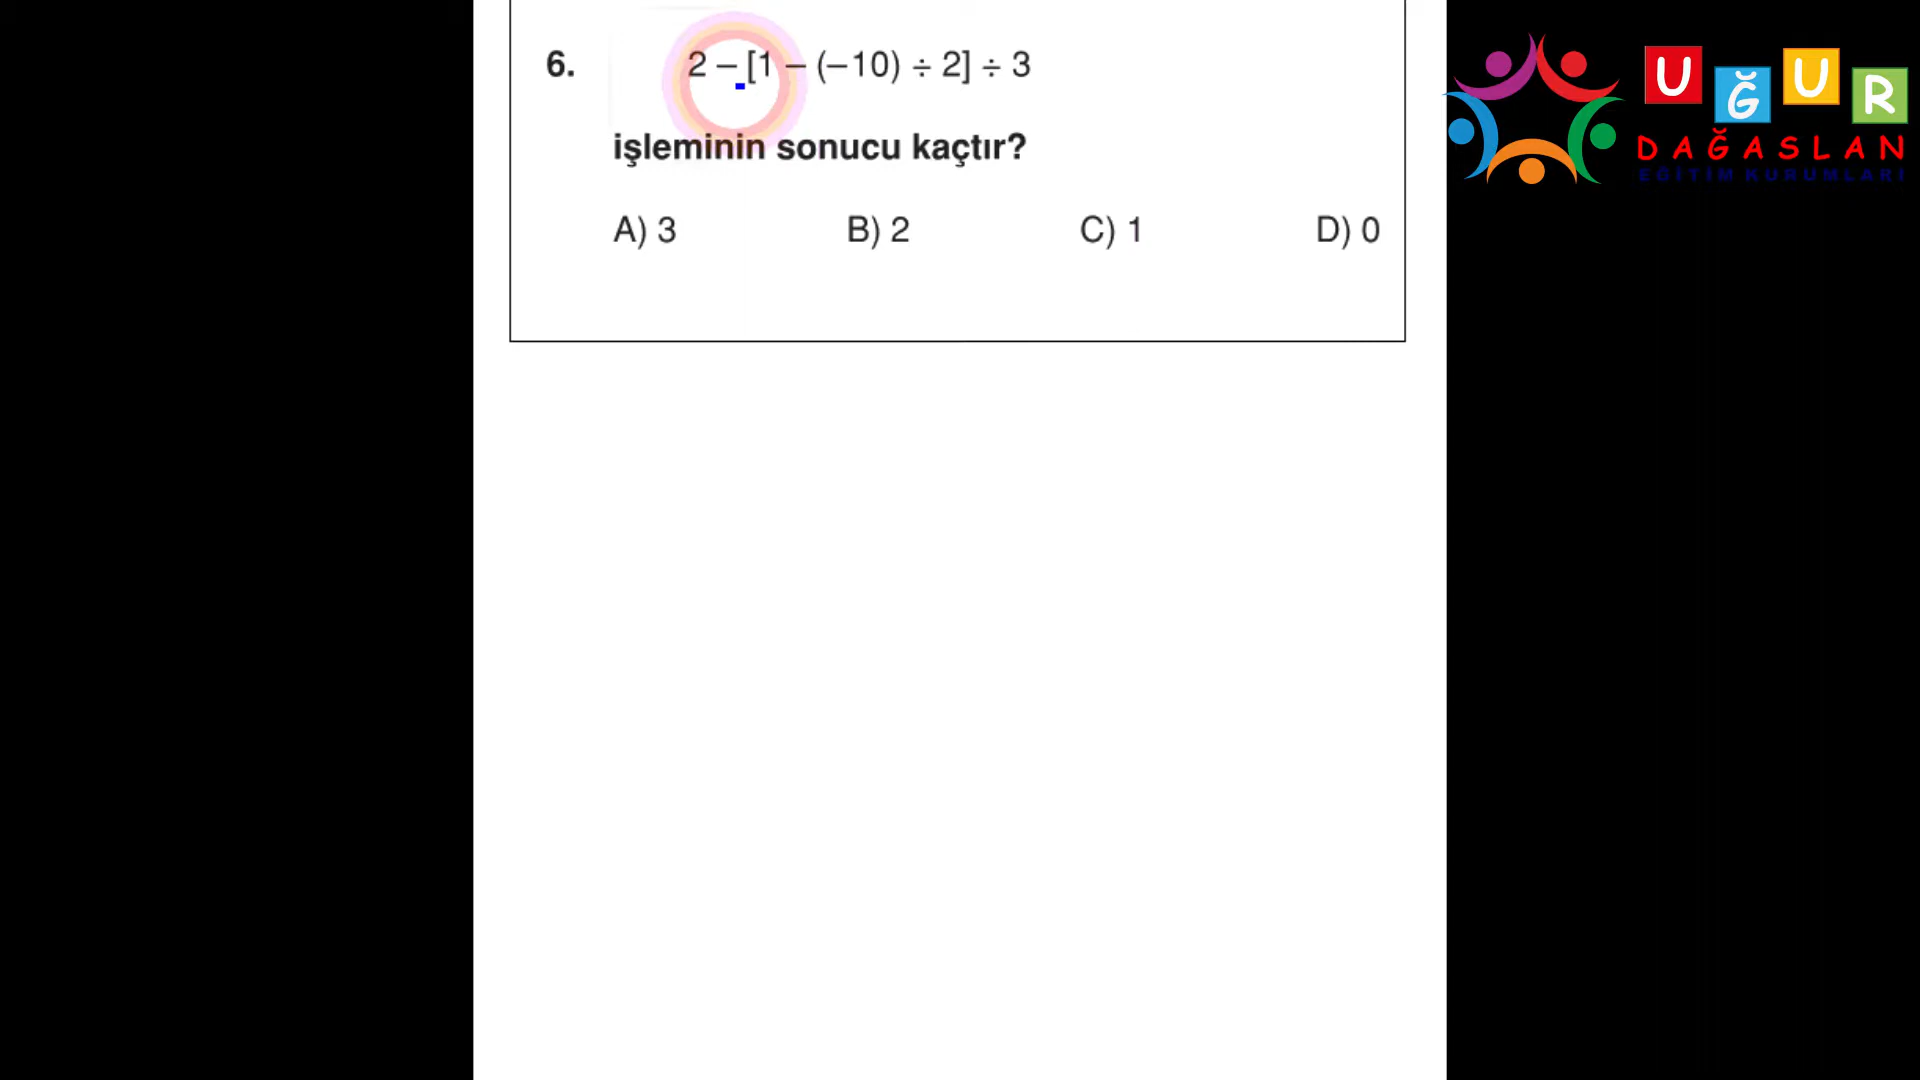 6. 2 – [1 – (–10) ÷ 2] ÷ 3
işleminin sonucu kaçtır?
A) 3 B) 2 C) 1 D) 0
UĞUR
DAĞASLAN
EĞİTİM KURUMLARI